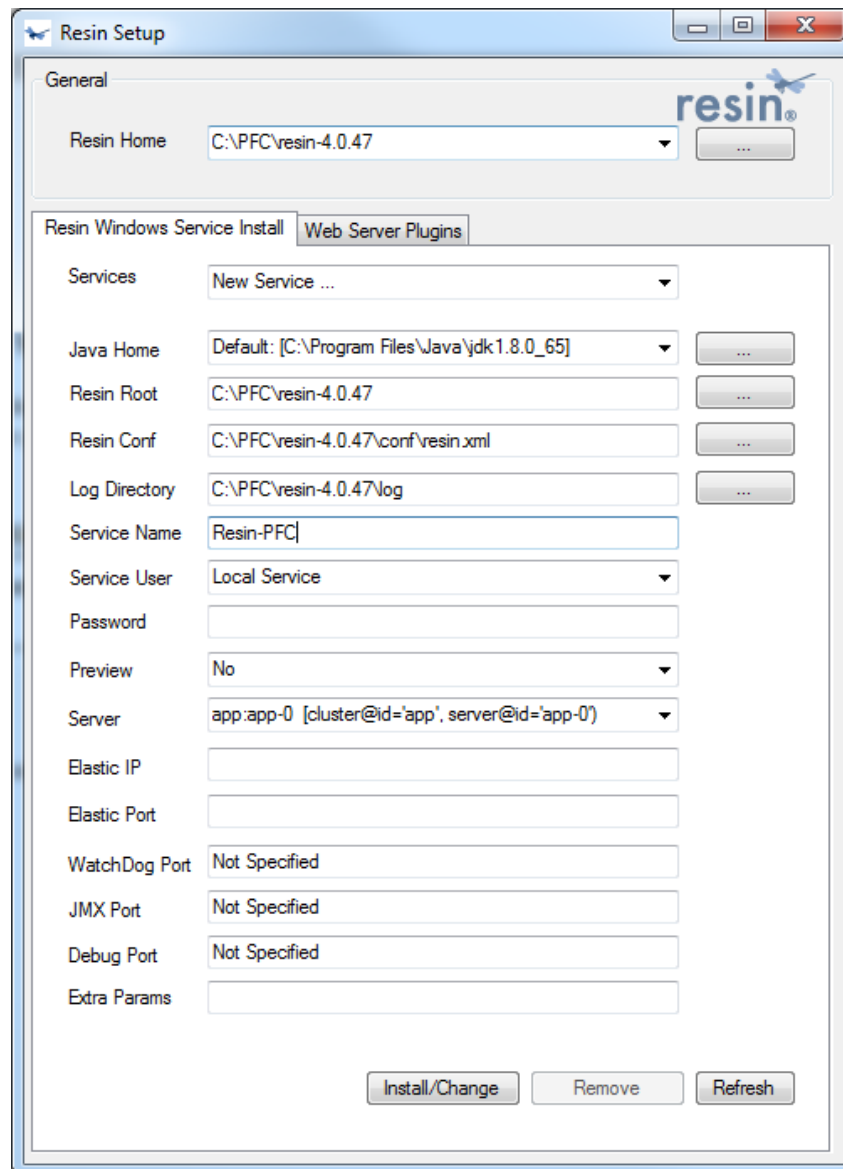 Resin Setup
General
resin®
Resin Home C:\PFC\resin-4.0.47 ...
Resin Windows Service Install Web Server Plugins
Services New Service ...
Java Home Default: [C:\Program Files\Java\jdk1.8.0_65] ...
Resin Root C:\PFC\resin-4.0.47 ...
Resin Conf C:\PFC\resin-4.0.47\conf\resin.xml ...
Log Directory C:\PFC\resin-4.0.47\log ...
Service Name Resin-PFC
Service User Local Service
Password
Preview No
Server app:app-0 [cluster@id='app', server@id='app-0')
Elastic IP
Elastic Port
WatchDog Port Not Specified
JMX Port Not Specified
Debug Port Not Specified
Extra Params
Install/Change Remove Refresh